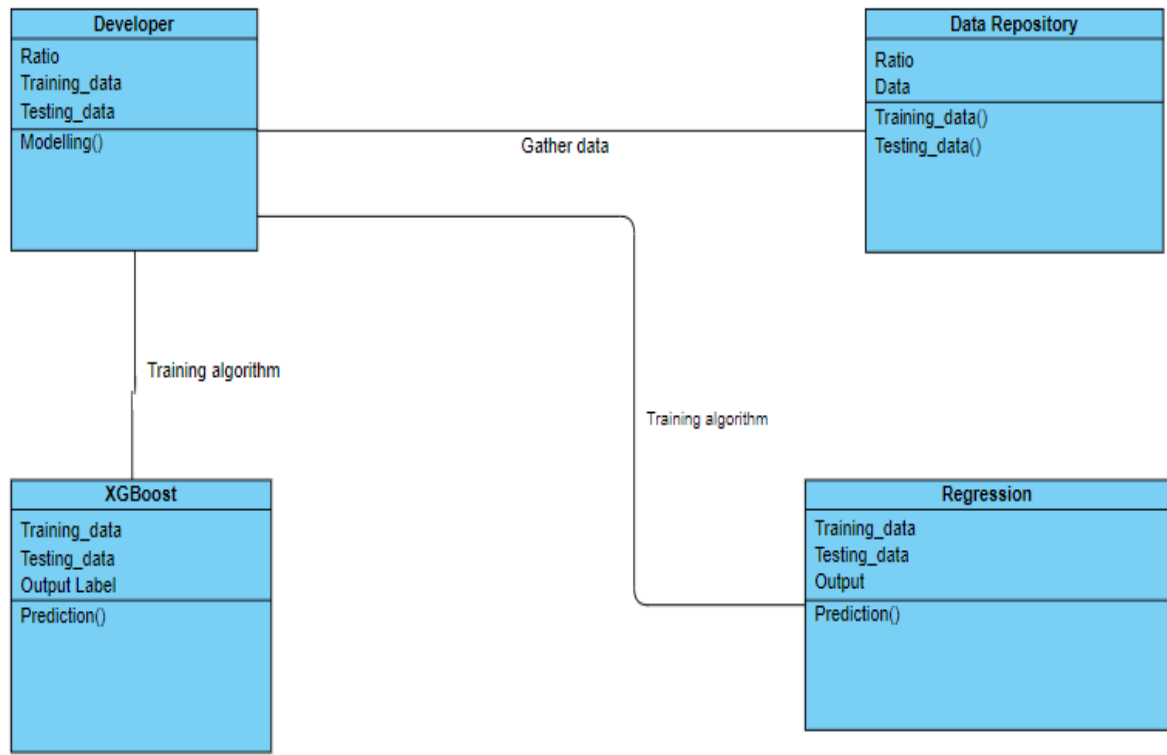 Developer
Ratio
Training_data
Testing_data
Modelling()
Data Repository
Ratio
Data
Training_data()
Testing_data()
Gather data
Training algorithm
Training algorithm
XGBoost
Training_data
Testing_data
Output Label
Prediction()
Regression
Training_data
Testing_data
Output
Prediction()